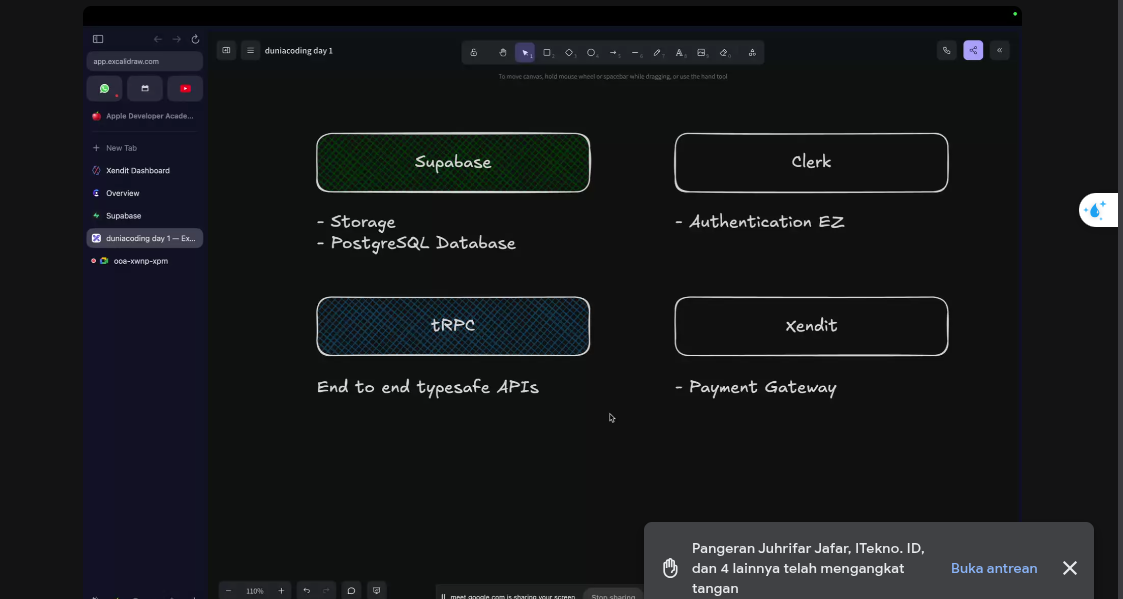 app.excalidraw.com
Apple Developer Acade...
New Tab
Xendit Dashboard
Overview
Supabase
duniacoding day 1 — Ex...
ooa-xwnp-xpm
duniacoding day 1
To move canvas, hold mouse wheel or spacebar while dragging, or use the hand tool
Supabase
- Storage
- PostgreSQL Database
Clerk
- Authentication EZ
tRPC
End to end typesafe APIs
Xendit
- Payment Gateway
110%
meet.google.com is sharing your screen.
Stop sharing
Pangeran Juhrifar Jafar, ITekno. ID,
dan 4 lainnya telah mengangkat
tangan
Buka antrean